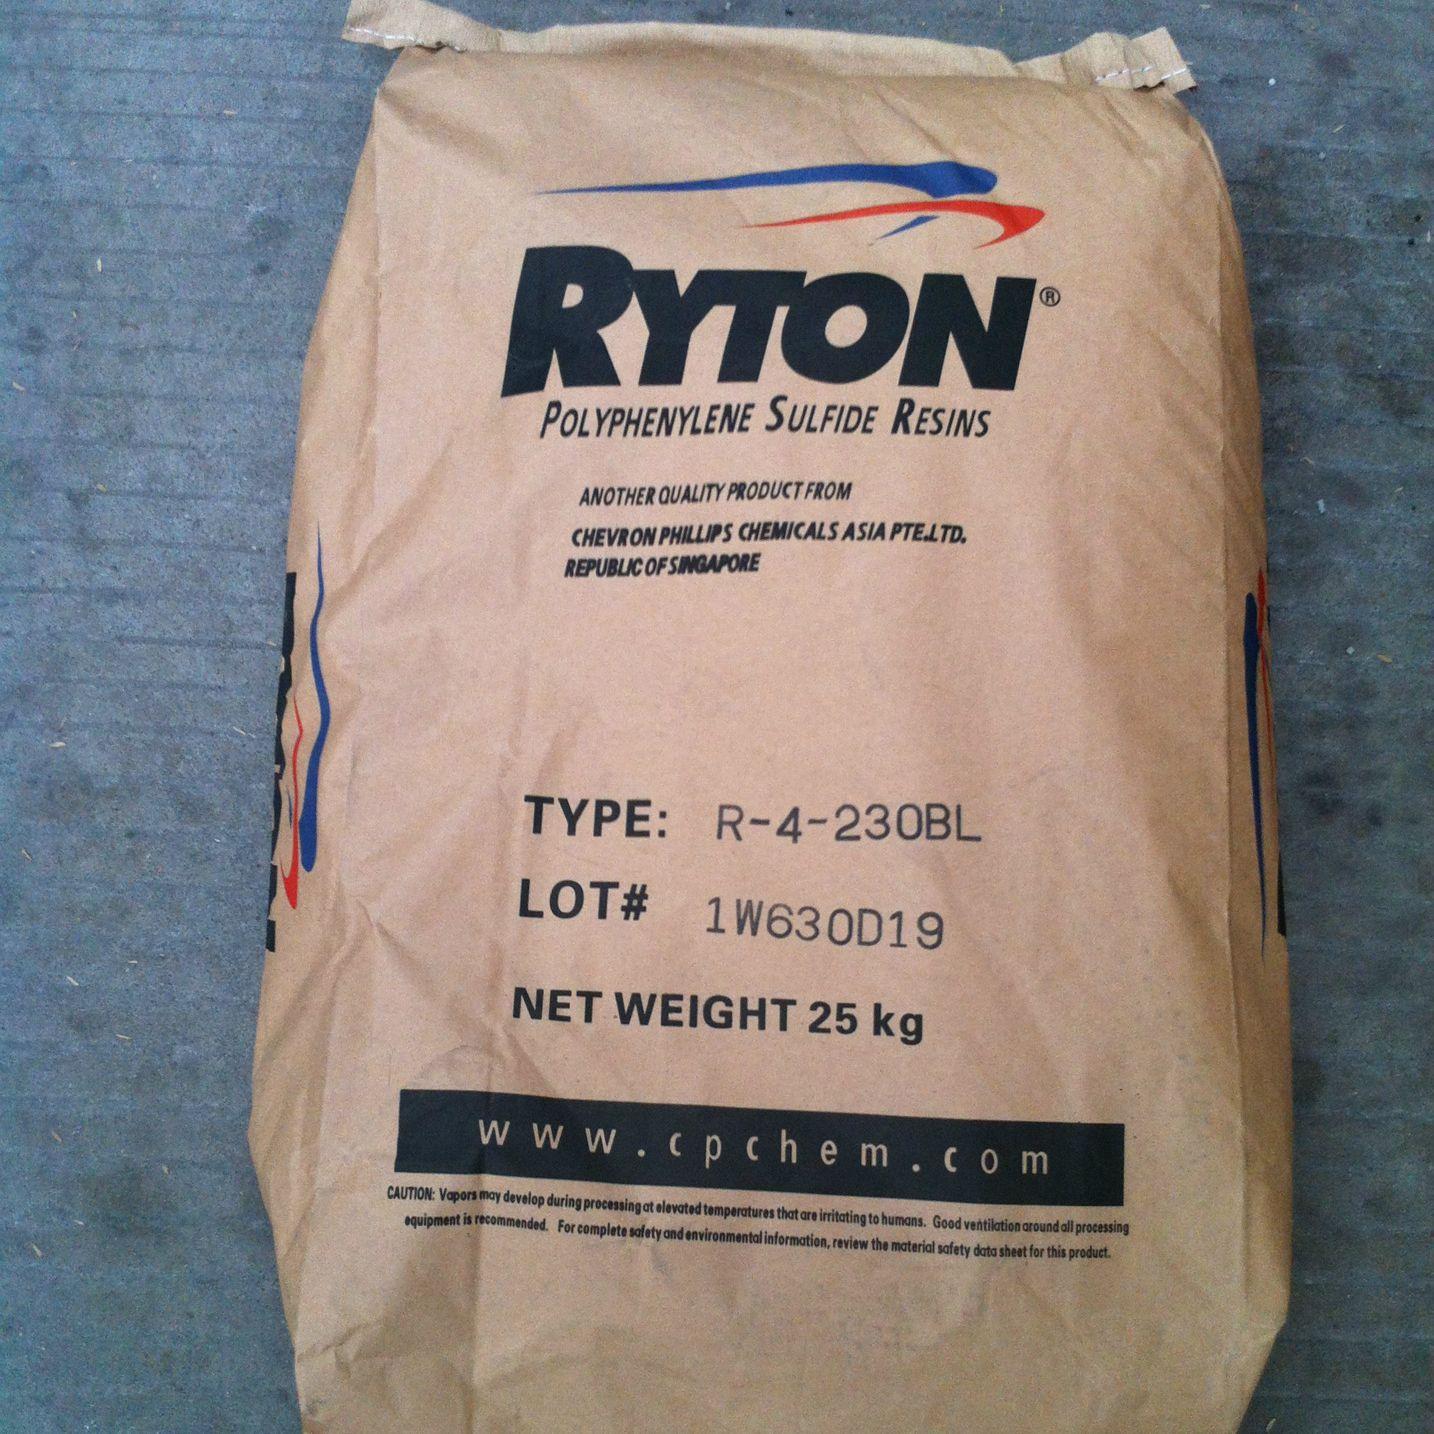 RYTON®
POLYPHENYLENE SULFIDE RESINS
ANOTHER QUALITY PRODUCT FROM
CHEVRON PHILLIPS CHEMICALS ASIA PTE.LTD.
REPUBLIC OF SINGAPORE
TYPE: R-4-230BL
LOT# 1W630D19
NET WEIGHT 25 kg
www.cpchem.com
CAUTION: Vapors may develop during processing at elevated temperatures that are irritating to humans. Good ventilation around all processing
equipment is recommended. For complete safety and environmental information, review the material safety data sheet for this product.